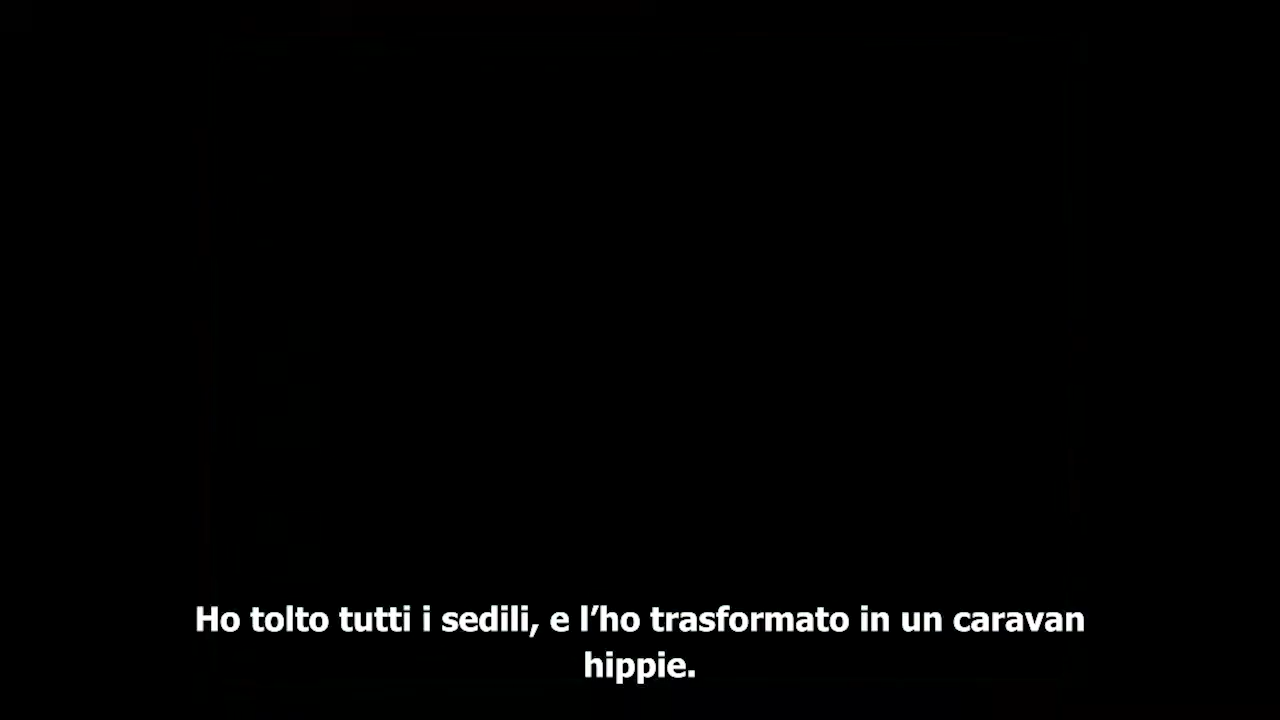 Ho tolto tutti i sedili, e l’ho trasformato in un caravan
hippie.